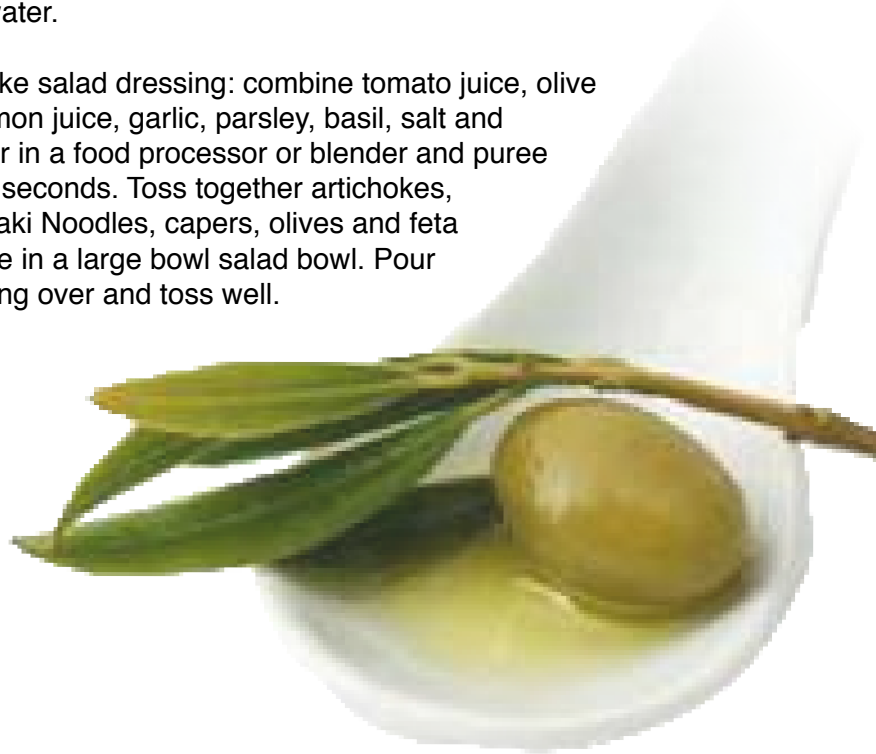 vater.
ke salad dressing: combine tomato juice, olive
mon juice, garlic, parsley, basil, salt and
r in a food processor or blender and puree
seconds. Toss together artichokes,
aki Noodles, capers, olives and feta
e in a large bowl salad bowl. Pour
ng over and toss well.